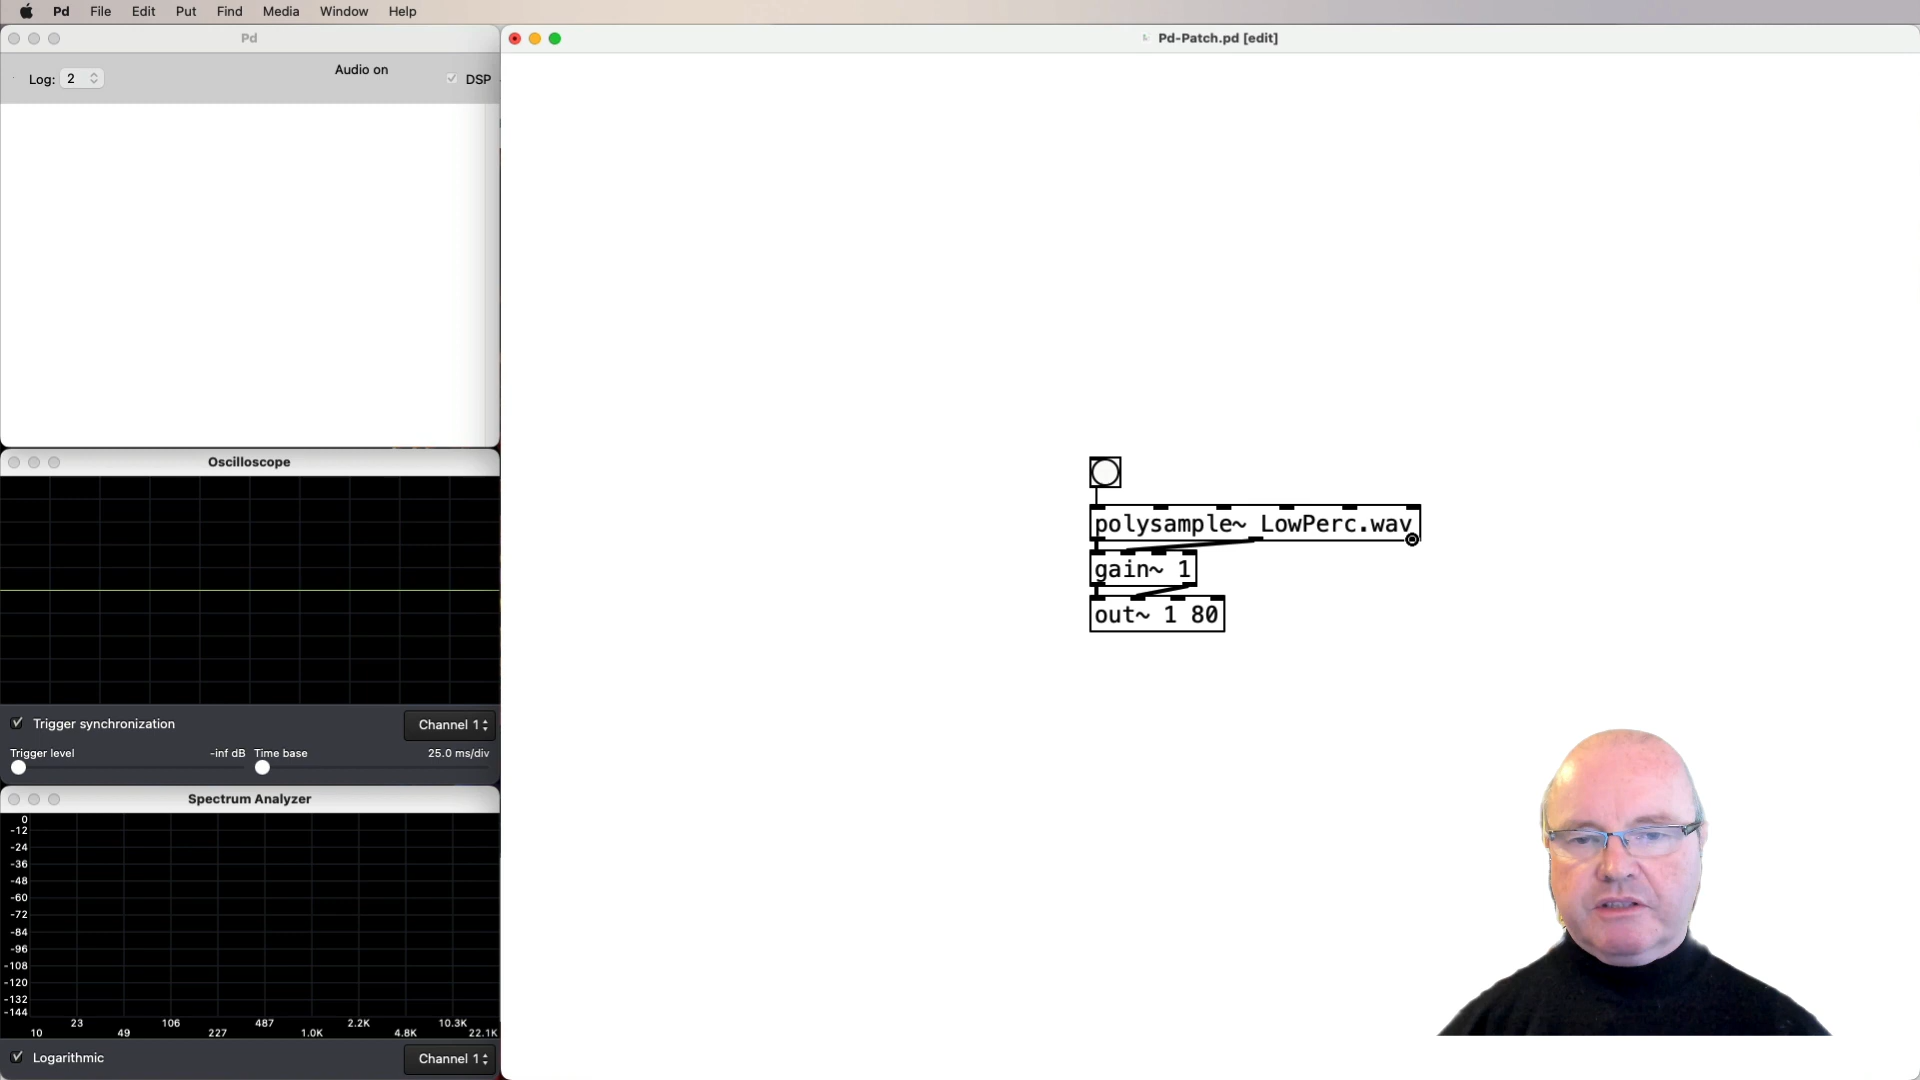 Pd File Edit Put Find Media Window Help
Pd
Log: 2
Audio on
DSP
Pd-Patch.pd [edit]
polysample~ LowPerc.wav
gain~ 1
out~ 1 80
Oscilloscope
Trigger synchronization
Channel 1
Trigger level -inf dB
Time base 25.0 ms/div
Spectrum Analyzer
0
-12
-24
-36
-48
-60
-72
-84
-96
-108
-120
-132
-144
23 106 487 2.2K 10.3K
10 49 227 1.0K 4.8K 22.1K
Logarithmic
Channel 1